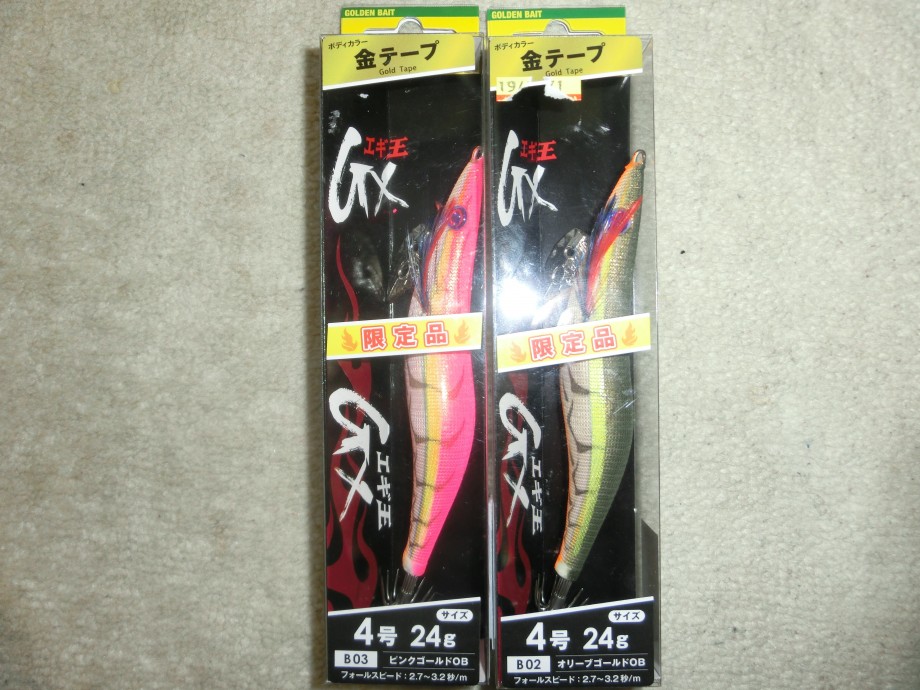 GOLDEN BAIT
ボディカラー
金テープ
Gold Tape
エギ王
GX
限定品
GX
エギ王
サイズ
4号 24g
B03 ピンクゴールドOB
フォールスピード:2.7~3.2秒/m
GOLDEN BAIT
ボディカラー
金テープ
Gold Tape
エギ王
GX
限定品
GX
エギ王
サイズ
4号 24g
B02 オリーブゴールドOB
フォールスピード:2.7~3.2秒/m